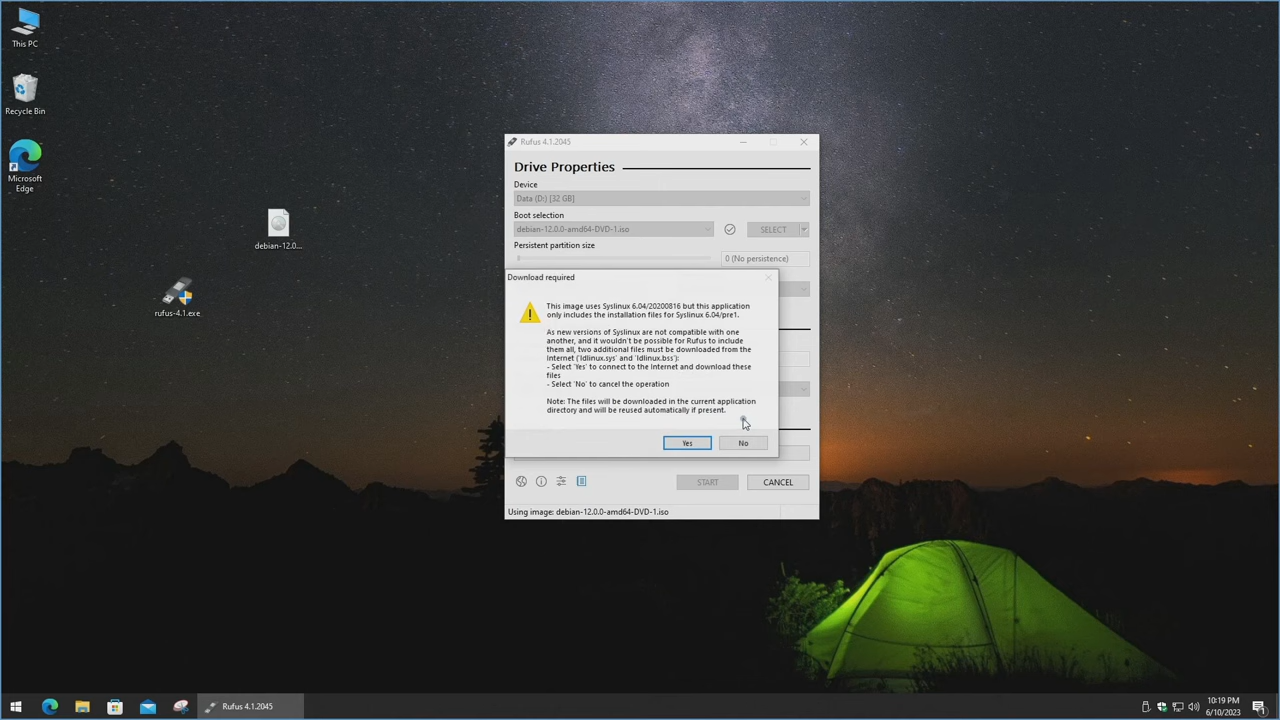 This PC
Recycle Bin
Microsoft
Edge
debian-12.0...
rufus-4.1.exe
Rufus 4.1.2045
Drive Properties
Device
Data (D:) [32 GB]
Boot selection
debian-12.0.0-amd64-DVD-1.iso
SELECT
Persistent partition size
0 (No persistence)
Download required
This image uses Syslinux 6.04/20200816 but this application
only includes the installation files for Syslinux 6.04/pre1.
As new versions of Syslinux are not compatible with one
another, and it wouldn't be possible for Rufus to include
them all, two additional files must be downloaded from the
Internet ('ldlinux.sys' and 'ldlinux.bss'):
- Select 'Yes' to connect to the Internet and download these
files
- Select 'No' to cancel the operation
Note: The files will be downloaded in the current application
directory and will be reused automatically if present.
Yes
No
START
CANCEL
Using image: debian-12.0.0-amd64-DVD-1.iso
Rufus 4.1.2045
10:19 PM
6/10/2023
1